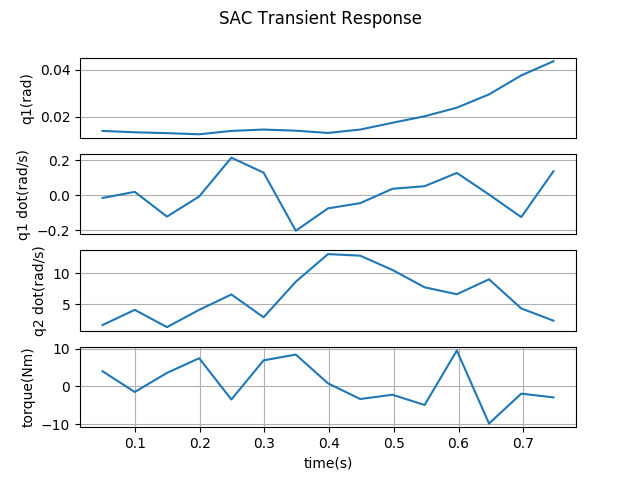 SAC Transient Response
q1(rad)
0.04
0.02
q1 dot(rad/s)
0.2
0.0
−0.2
q2 dot(rad/s)
10
5
torque(Nm)
10
0
−10
0.1 0.2 0.3 0.4 0.5 0.6 0.7
time(s)